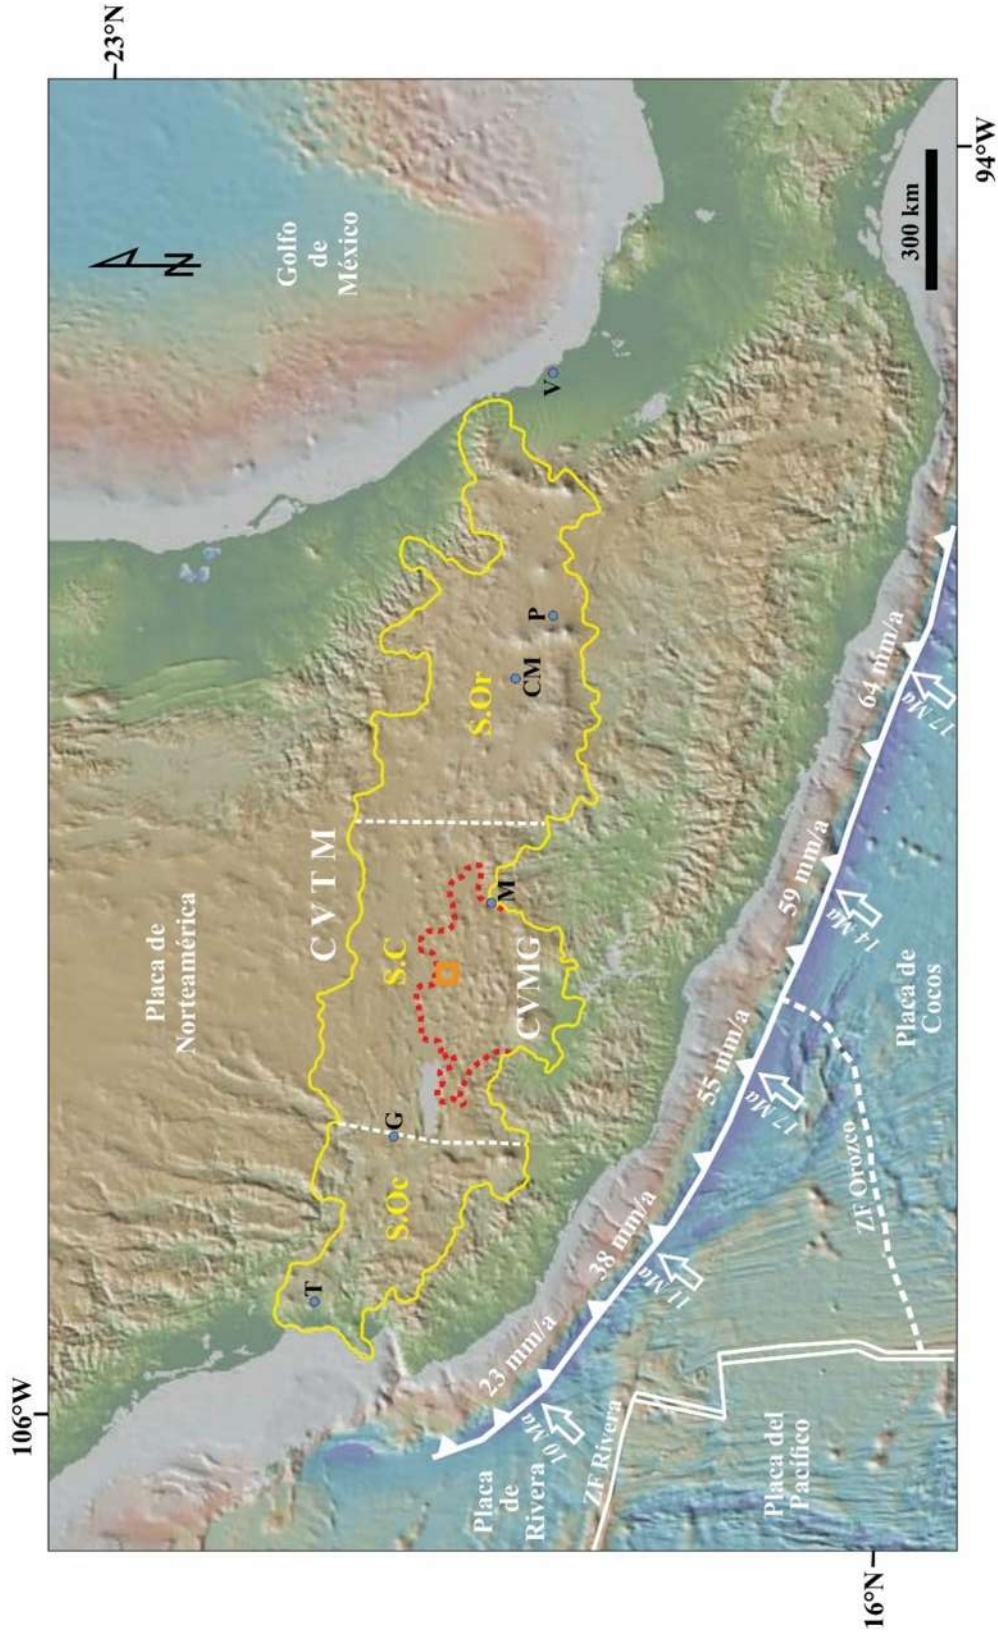 106°W
23°N
Placa de
Norteamérica
Golfo
de
México
N
C V T M
S.Oc
S.C
S.Or
T
G
M
CM
P
V
CVMG
23 mm/a
38 mm/a
55 mm/a
59 mm/a
64 mm/a
10 Ma
11 Ma
17 Ma
14 Ma
17 Ma
Placa
de
Rivera
ZF Rivera
Placa del
Pacífico
ZF Orozco
Placa de
Cocos
300 km
16°N
94°W